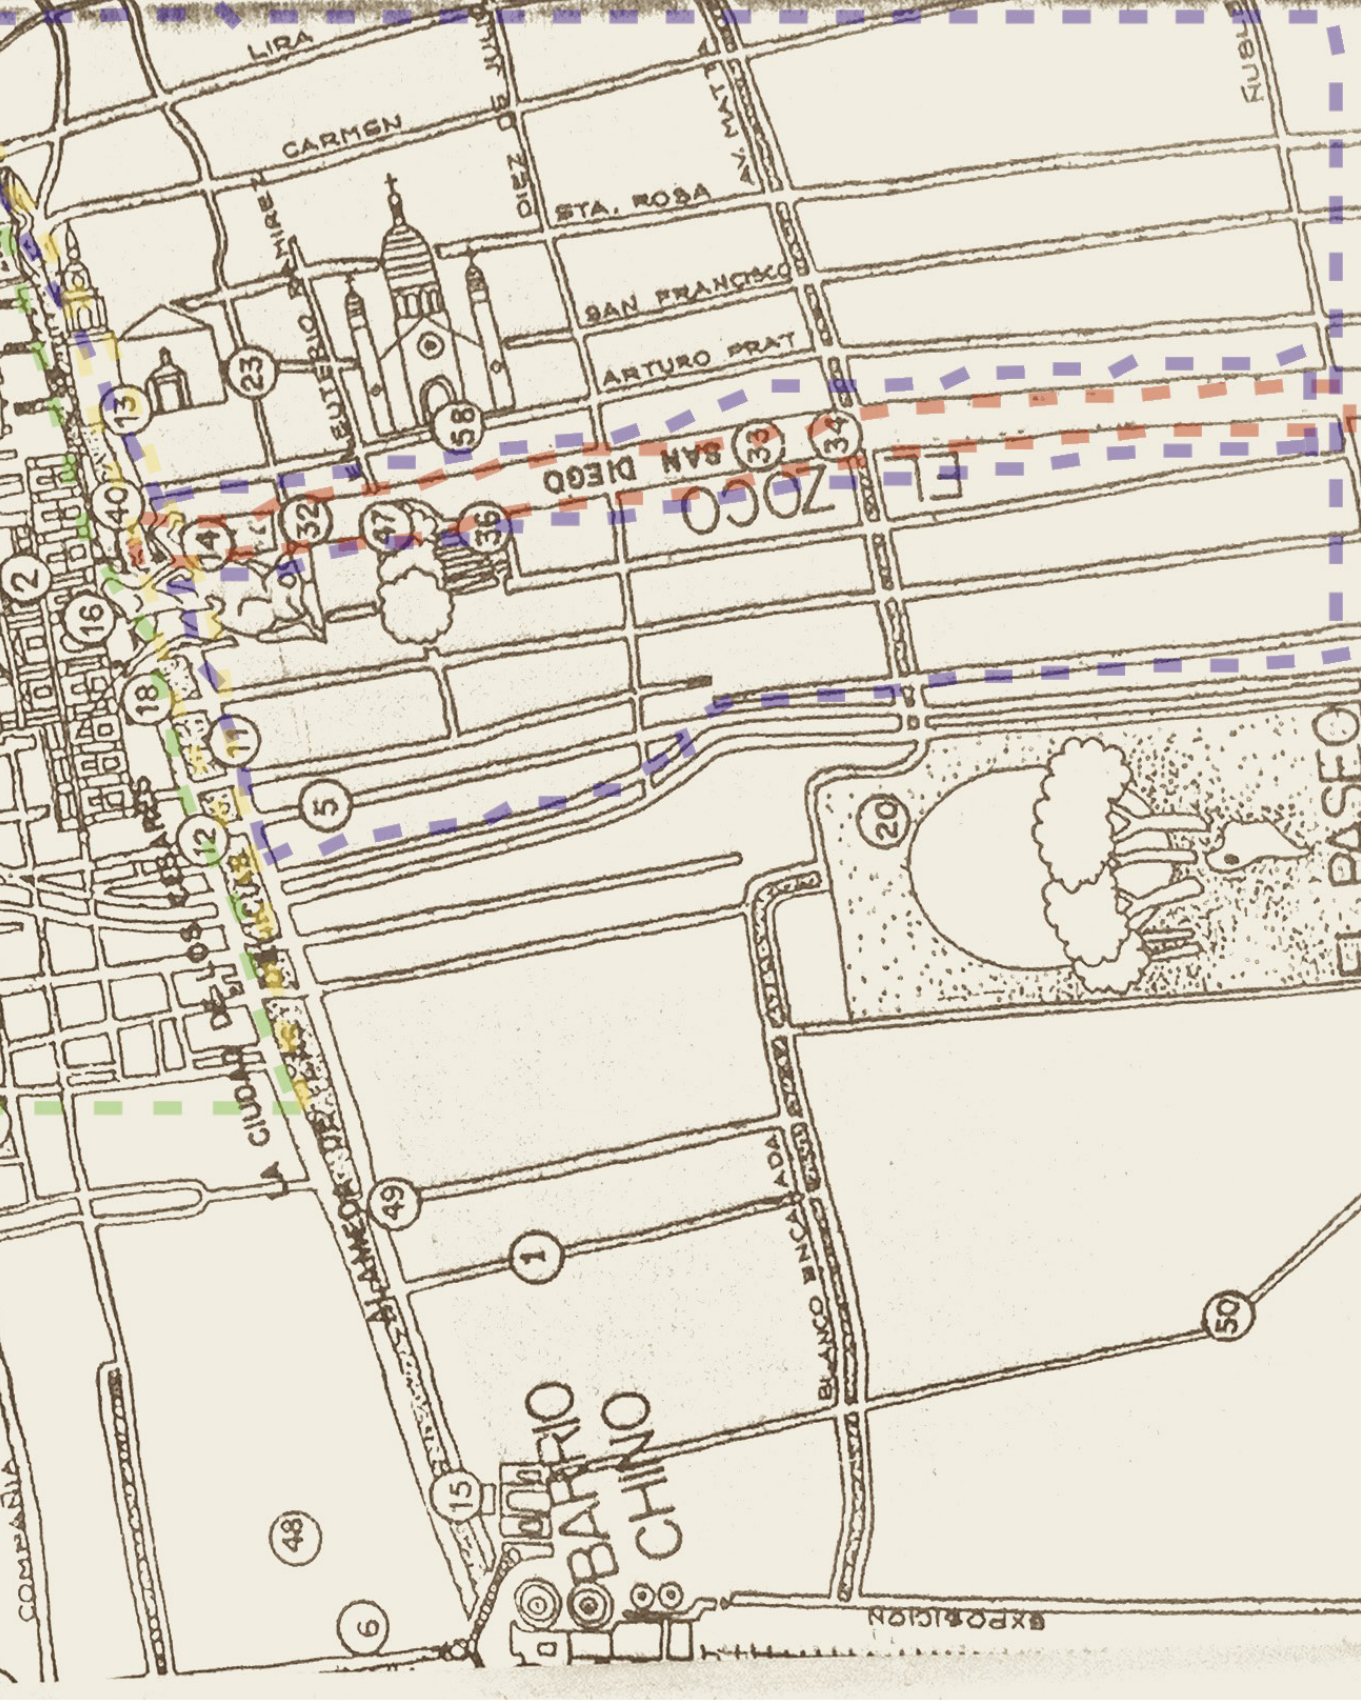 LIRA
CARMEN
DIEZ DE JULIO
AV. MATTA
ÑUBLE
STA. ROSA
SAN FRANCISCO
ARTURO PRAT
ELEUTERIO RAMIREZ
SAN DIEGO
EL
ZOCO
EL PASEO
LA CIUDAD DE LOS CESARES
BLANCO ENCALADA
BARRIO
CHINO
EXPOSICION
COMPAÑIA
13
23
58
40
14
32
47
36
33
34
2
16
18
11
5
12
20
49
1
50
15
48
6